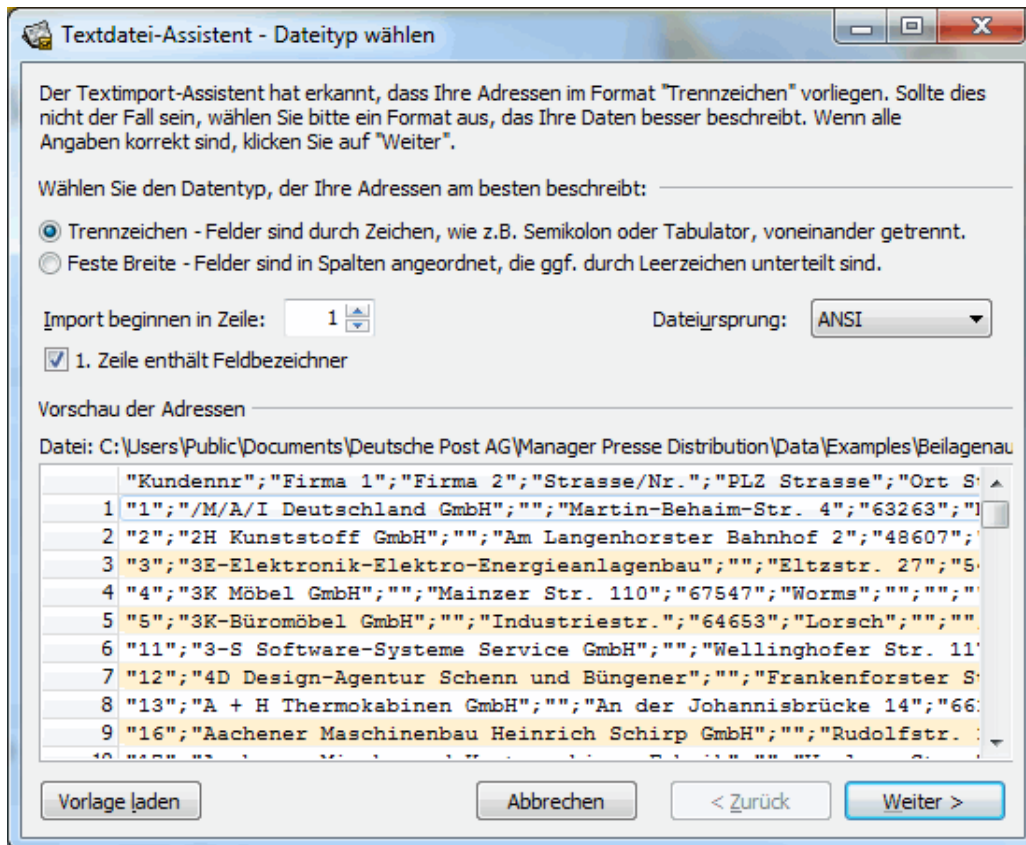 Textdatei-Assistent - Dateityp wählen
Der Textimport-Assistent hat erkannt, dass Ihre Adressen im Format "Trennzeichen" vorliegen. Sollte dies
nicht der Fall sein, wählen Sie bitte ein Format aus, das Ihre Daten besser beschreibt. Wenn alle
Angaben korrekt sind, klicken Sie auf "Weiter".
Wählen Sie den Datentyp, der Ihre Adressen am besten beschreibt:
Trennzeichen - Felder sind durch Zeichen, wie z.B. Semikolon oder Tabulator, voneinander getrennt.
Feste Breite - Felder sind in Spalten angeordnet, die ggf. durch Leerzeichen unterteilt sind.
Import beginnen in Zeile: 1 Dateiursprung: ANSI
1. Zeile enthält Feldbezeichner
Vorschau der Adressen
Datei: C:\Users\Public\Documents\Deutsche Post AG\Manager Presse Distribution\Data\Examples\Beilagenau
"Kundennr";"Firma 1";"Firma 2";"Strasse/Nr.";"PLZ Strasse";"Ort
1 "1";"/M/A/I Deutschland GmbH";"";"Martin-Behaim-Str. 4";"63263";"
2 "2";"2H Kunststoff GmbH";"";"Am Langenhorster Bahnhof 2";"48607";
3 "3";"3E-Elektronik-Elektro-Energieanlagenbau";"";"Eltzstr. 27";"5
4 "4";"3K Möbel GmbH";"";"Mainzer Str. 110";"67547";"Worms";"";"";"
5 "5";"3K-Büromöbel GmbH";"";"Industriestr.";"64653";"Lorsch";"";""
6 "11";"3-S Software-Systeme Service GmbH";"";"Wellinghofer Str. 11
7 "12";"4D Design-Agentur Schenn und Büngener";"";"Frankenforster
8 "13";"A + H Thermokabinen GmbH";"";"An der Johannisbrücke 14";"66
9 "16";"Aachener Maschinenbau Heinrich Schirp GmbH";"";"Rudolfstr.
Vorlage laden Abbrechen < Zurück Weiter >